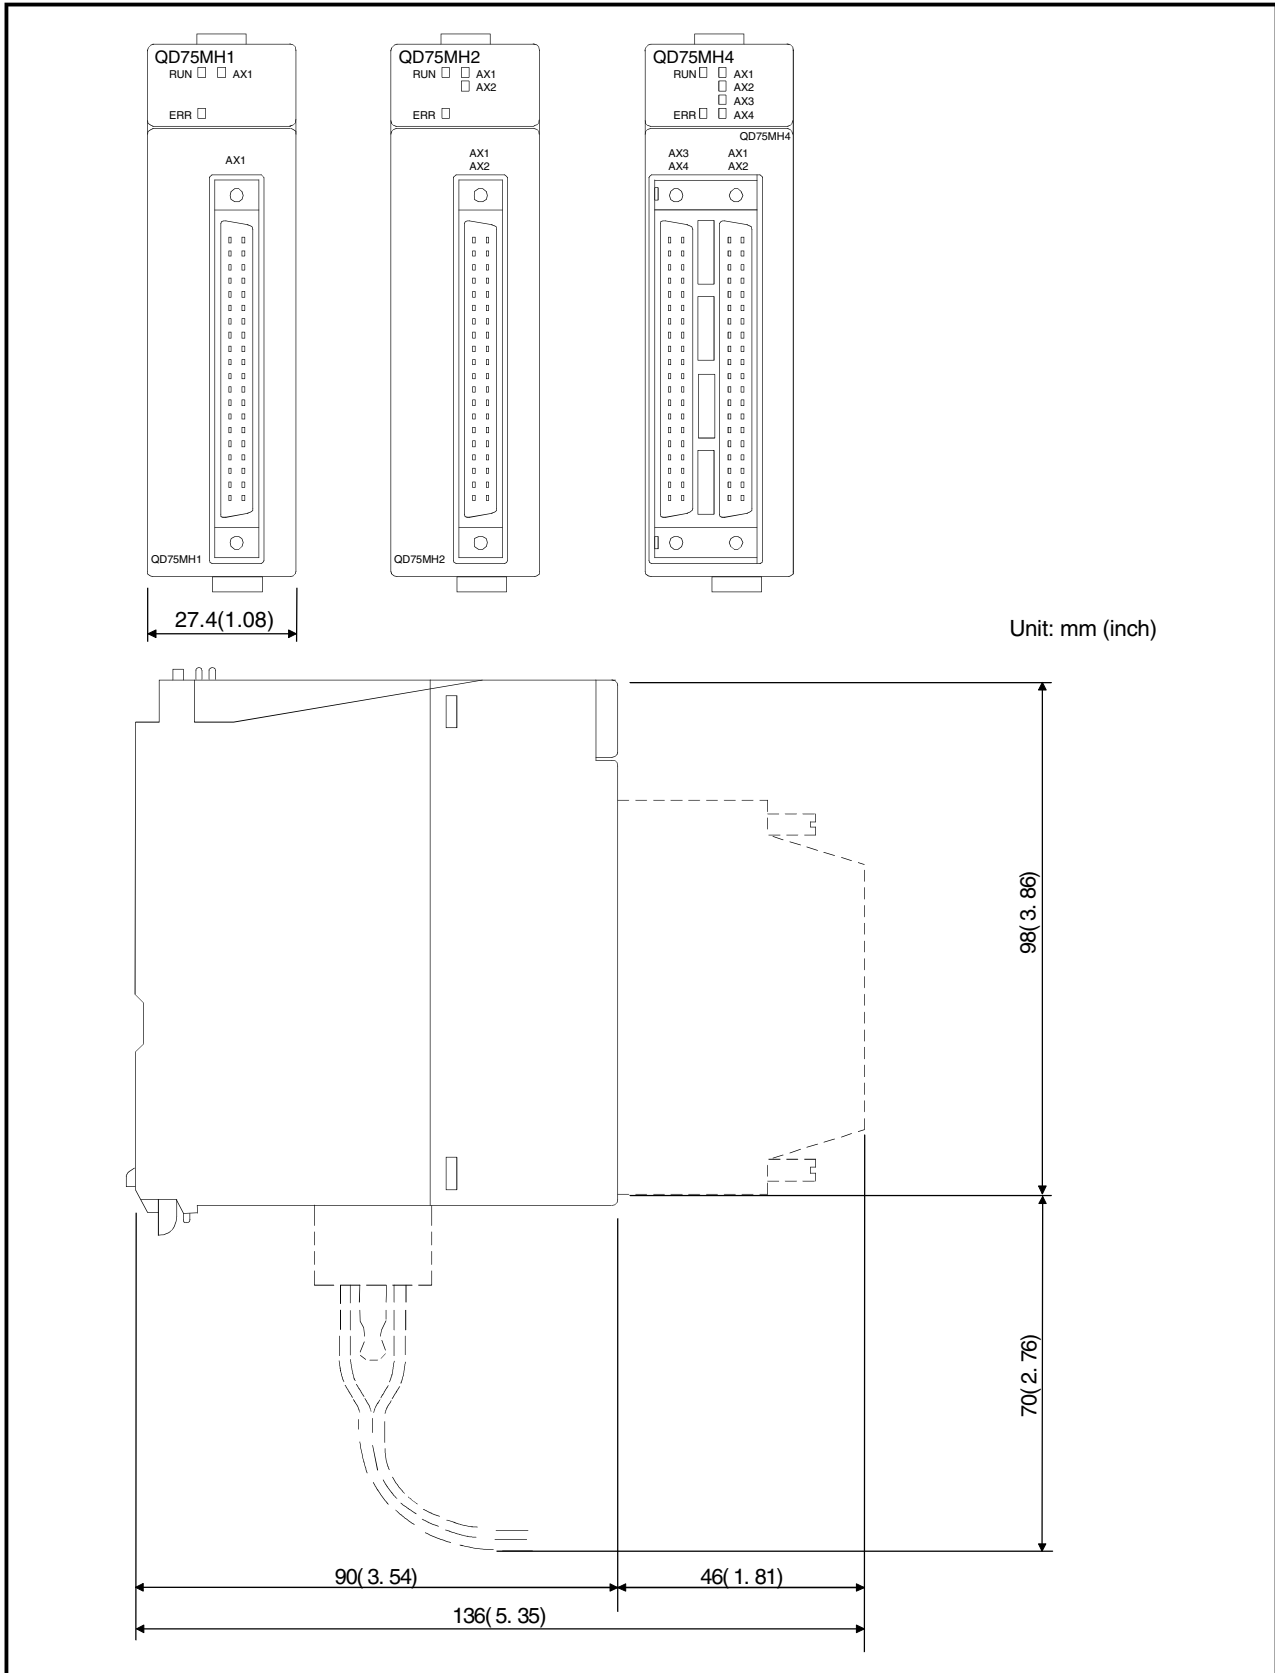 QD75MH1
RUN AX1
ERR
AX1
QD75MH1
QD75MH2
RUN AX1
AX2
ERR
AX1
AX2
QD75MH2
QD75MH4
RUN AX1
AX2
AX3
ERR AX4
QD75MH4
AX3 AX1
AX4 AX2
27.4(1.08)
Unit: mm (inch)
98(3.86)
70(2.76)
90(3.54)
46(1.81)
136(5.35)